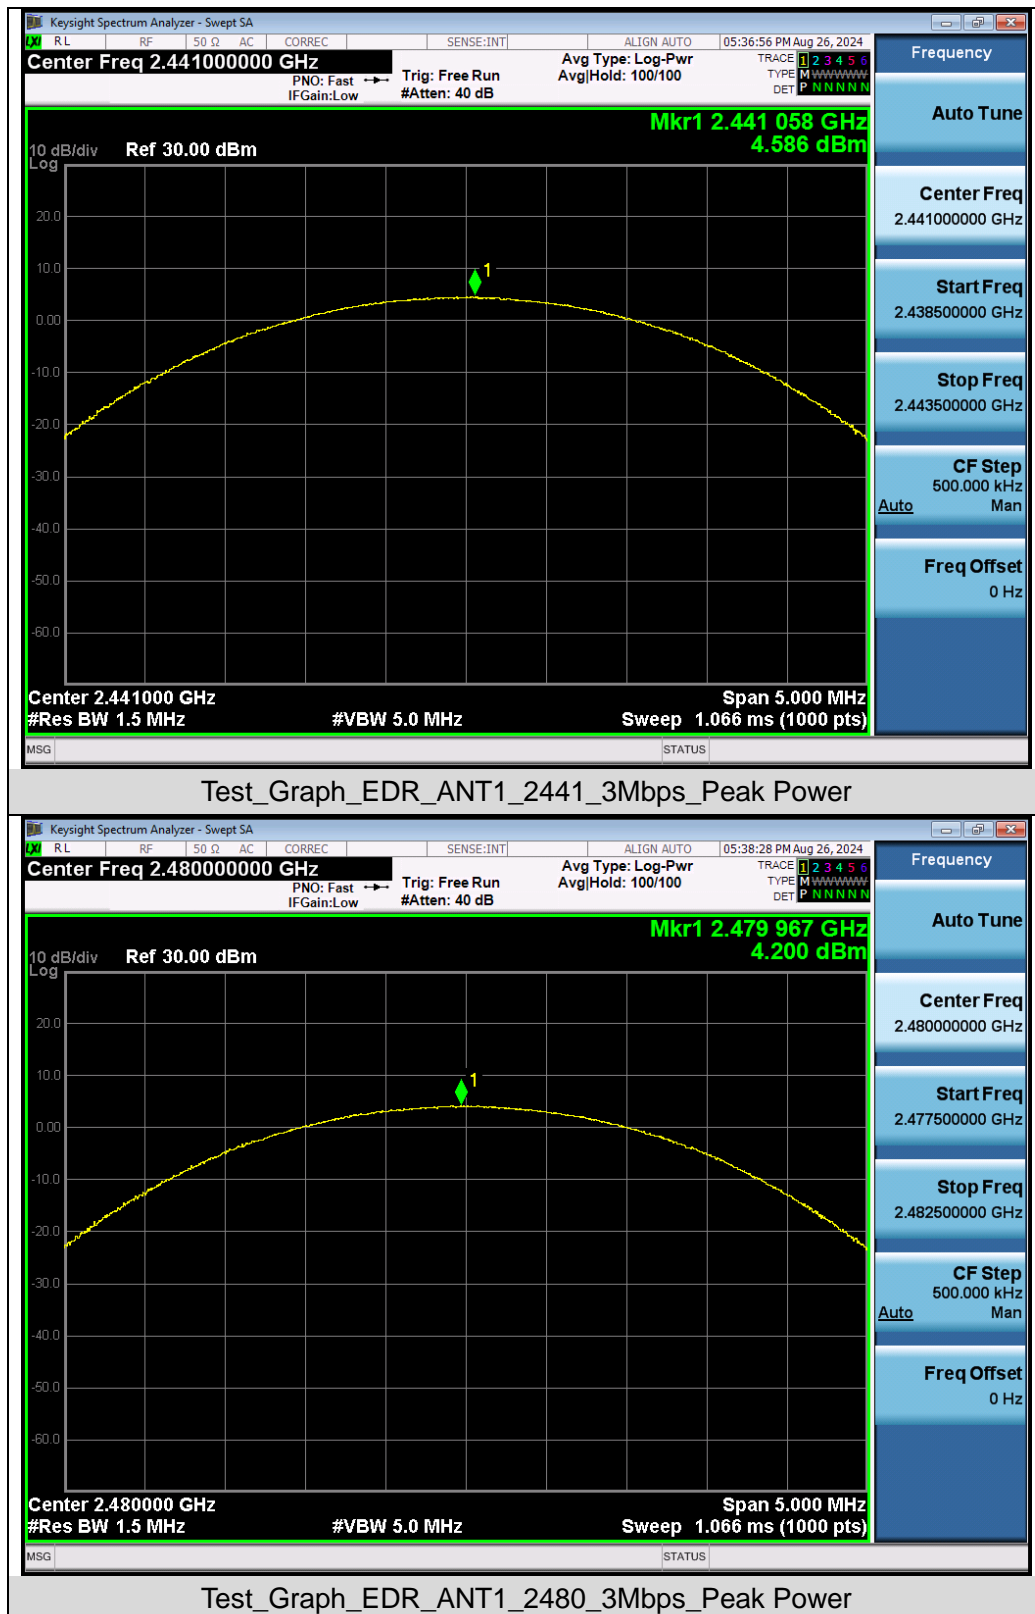 Keysight Spectrum Analyzer - Swept SA
LXI RL RF 50 Ω AC CORREC SENSE:INT ALIGN AUTO 05:36:56 PM Aug 26, 2024
Center Freq 2.441000000 GHz
PNO: Fast
IFGain:Low
Trig: Free Run
#Atten: 40 dB
Avg Type: Log-Pwr
Avg|Hold: 100/100
TRACE 1 2 3 4 5 6
TYPE M WWWWW
DET P N N N N N
Mkr1 2.441 058 GHz
4.586 dBm
10 dB/div Ref 30.00 dBm
Log
20.0
10.0
0.00
-10.0
-20.0
-30.0
-40.0
-50.0
-60.0
1
Center 2.441000 GHz Span 5.000 MHz
#Res BW 1.5 MHz #VBW 5.0 MHz Sweep 1.066 ms (1000 pts)
MSG STATUS
Frequency
Auto Tune
Center Freq
2.441000000 GHz
Start Freq
2.438500000 GHz
Stop Freq
2.443500000 GHz
CF Step
500.000 kHz
Auto Man
Freq Offset
0 Hz
Test_Graph_EDR_ANT1_2441_3Mbps_Peak Power
Keysight Spectrum Analyzer - Swept SA
LXI RL RF 50 Ω AC CORREC SENSE:INT ALIGN AUTO 05:38:28 PM Aug 26, 2024
Center Freq 2.480000000 GHz
PNO: Fast
IFGain:Low
Trig: Free Run
#Atten: 40 dB
Avg Type: Log-Pwr
Avg|Hold: 100/100
TRACE 1 2 3 4 5 6
TYPE M WWWWW
DET P N N N N N
Mkr1 2.479 967 GHz
4.200 dBm
10 dB/div Ref 30.00 dBm
Log
20.0
10.0
0.00
-10.0
-20.0
-30.0
-40.0
-50.0
-60.0
1
Center 2.480000 GHz Span 5.000 MHz
#Res BW 1.5 MHz #VBW 5.0 MHz Sweep 1.066 ms (1000 pts)
MSG STATUS
Frequency
Auto Tune
Center Freq
2.480000000 GHz
Start Freq
2.477500000 GHz
Stop Freq
2.482500000 GHz
CF Step
500.000 kHz
Auto Man
Freq Offset
0 Hz
Test_Graph_EDR_ANT1_2480_3Mbps_Peak Power